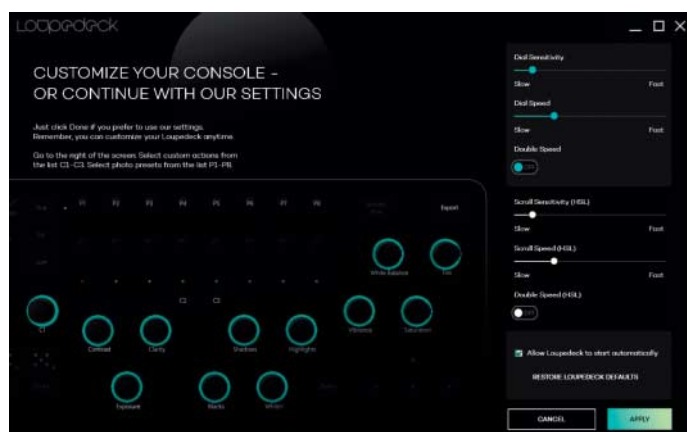 LOUPEDECK
CUSTOMIZE YOUR CONSOLE –
OR CONTINUE WITH OUR SETTINGS
Just click Done if you prefer to use our settings.
Remember, you can customize your Loupedeck anytime.
Go to the right of the screen. Select custom actions from
the list C1-C3. Select photo presets from the list P1-P8.
P1 P2 P3 P4 P5 P6 P7 P8
Export
White Balance
Tint
C2 C3
C1
Contrast
Clarity
Shadows
Highlights
Vibrance
Saturation
Exposure
Blacks
Whites
Dial Sensitivity
Slow Fast
Dial Speed
Slow Fast
Double Speed
OFF
Scroll Sensitivity (HSL)
Slow Fast
Scroll Speed (HSL)
Slow Fast
Double Speed (HSL)
OFF
Allow Loupedeck to start automatically
RESTORE LOUPEDECK DEFAULTS
CANCEL APPLY